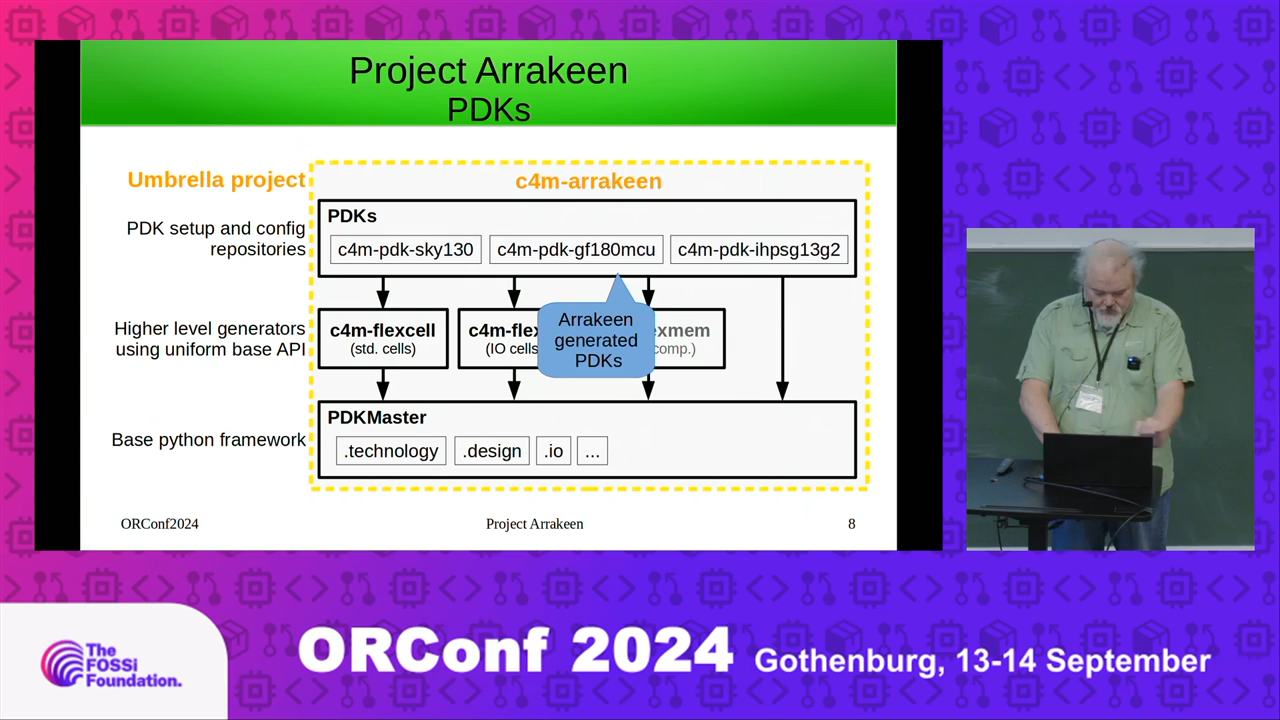 Project Arrakeen
PDKs
Umbrella project
c4m-arrakeen
PDK setup and config
repositories
PDKs
c4m-pdk-sky130
c4m-pdk-gf180mcu
c4m-pdk-ihpsg13g2
Higher level generators
using uniform base API
c4m-flexcell
(std. cells)
c4m-flex
(IO cells
exmem
comp.)
Arrakeen
generated
PDKs
Base python framework
PDKMaster
.technology
.design
.io
...
ORConf2024
Project Arrakeen
8
The
FOSSi
Foundation.
ORConf 2024 Gothenburg, 13-14 September